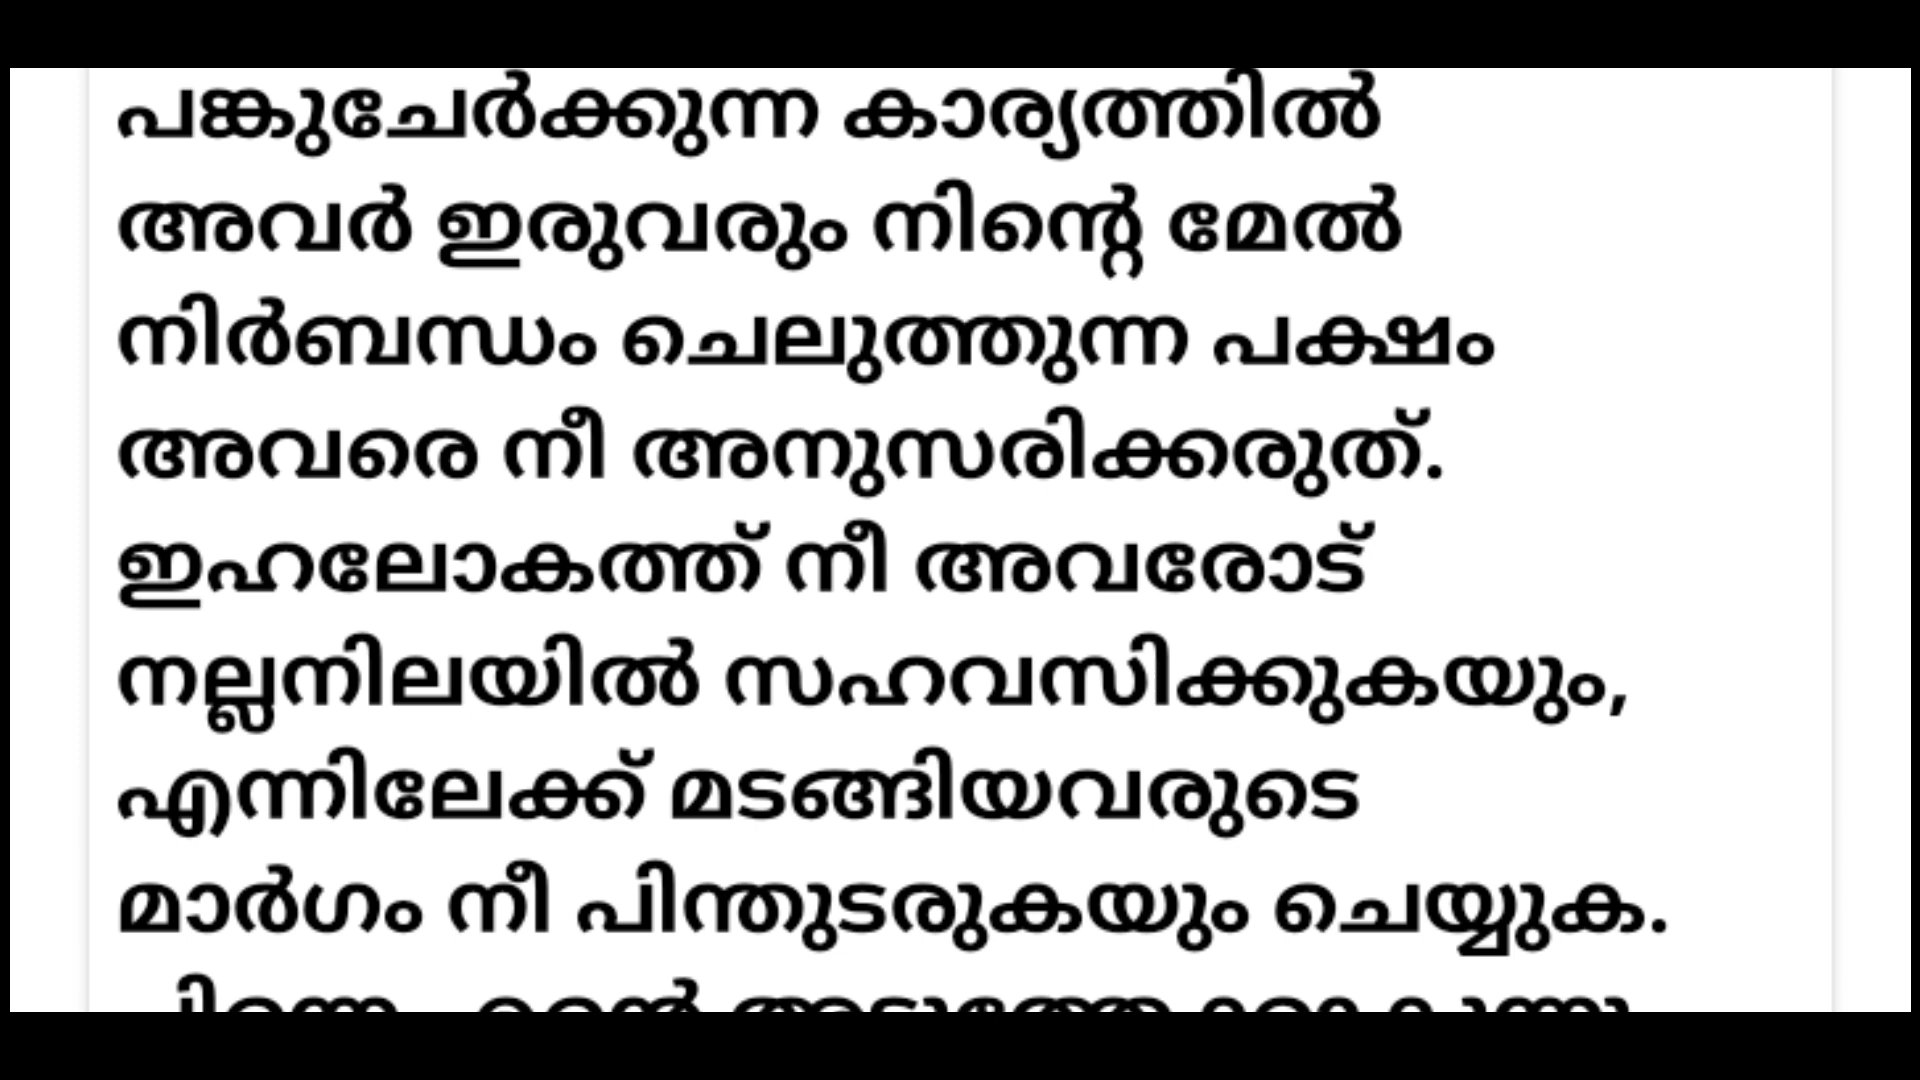 പങ്കുചേർക്കുന്ന കാര്യത്തിൽ
അവർ ഇരുവരും നിന്റെ മേൽ
നിർബന്ധം ചെലുത്തുന്ന പക്ഷം
അവരെ നീ അനുസരിക്കരുത്.
ഇഹലോകത്ത് നീ അവരോട്
നല്ലനിലയിൽ സഹവസിക്കുകയും,
എന്നിലേക്ക് മടങ്ങിയവരുടെ
മാർഗം നീ പിന്തുടരുകയും ചെയ്യുക.